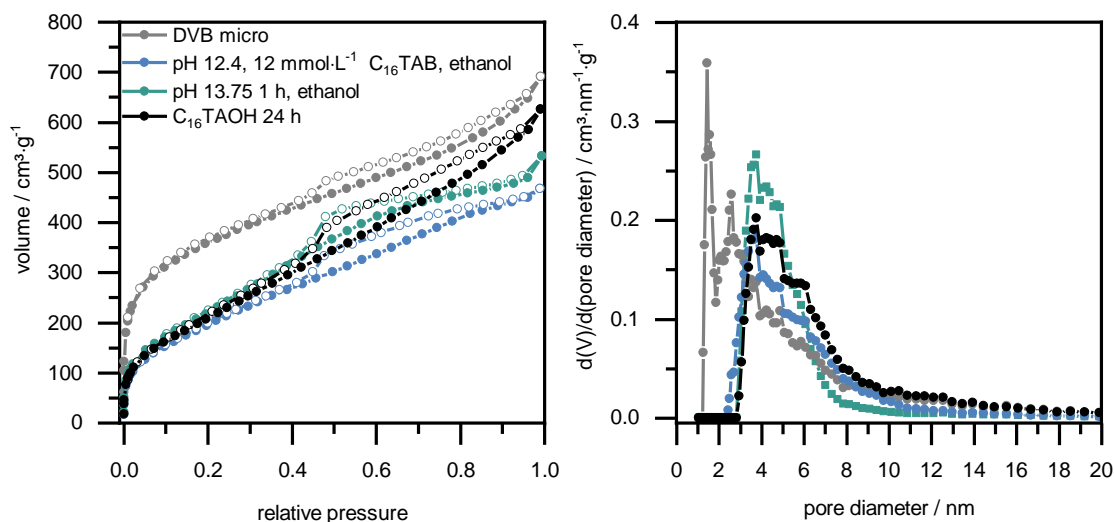 800
700
600
500
400
300
200
100
0
volume / cm³·g⁻¹
DVB micro
pH 12.4, 12 mmol·L⁻¹ C₁₆TAB, ethanol
pH 13.75 1 h, ethanol
C₁₆TAOH 24 h
0.0 0.2 0.4 0.6 0.8 1.0
relative pressure
0.4
0.3
0.2
0.1
0.0
d(V)/d(pore diameter) / cm³·nm⁻¹·g⁻¹
0 2 4 6 8 10 12 14 16 18 20
pore diameter / nm